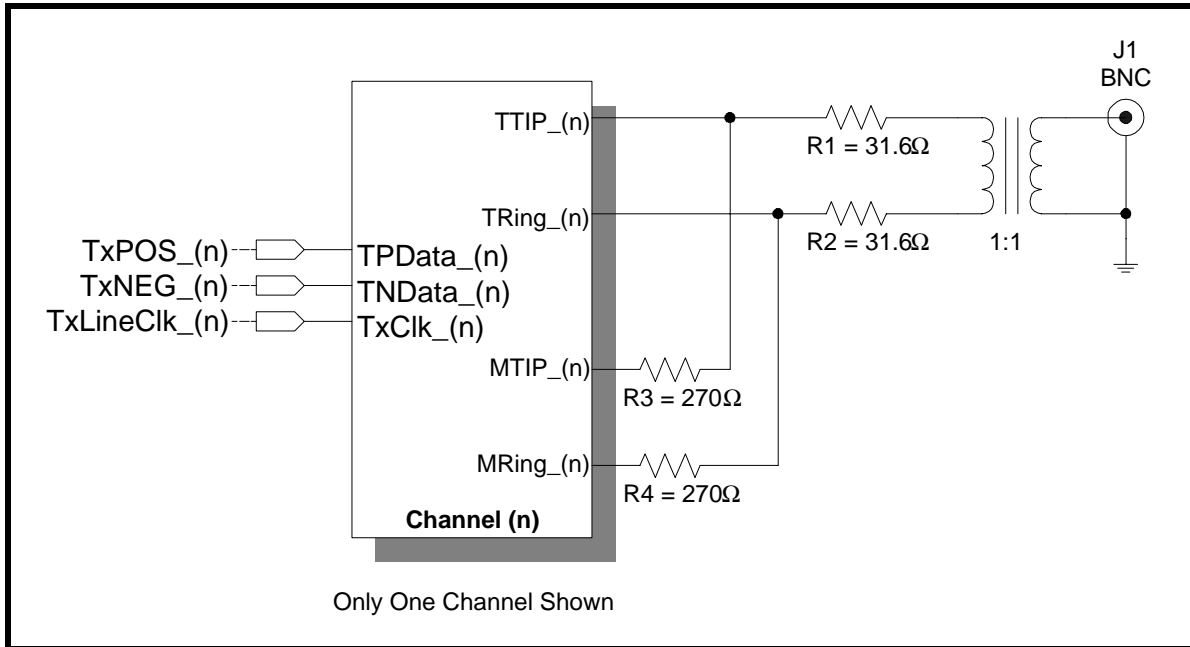 J1
BNC
TTIP_(n)
R1 = 31.6Ω
TRing_(n)
R2 = 31.6Ω
1:1
TxPOS_(n)
TPData_(n)
TxNEG_(n)
TNData_(n)
TxLineClk_(n)
TxClk_(n)
MTIP_(n)
R3 = 270Ω
MRing_(n)
R4 = 270Ω
Channel (n)
Only One Channel Shown